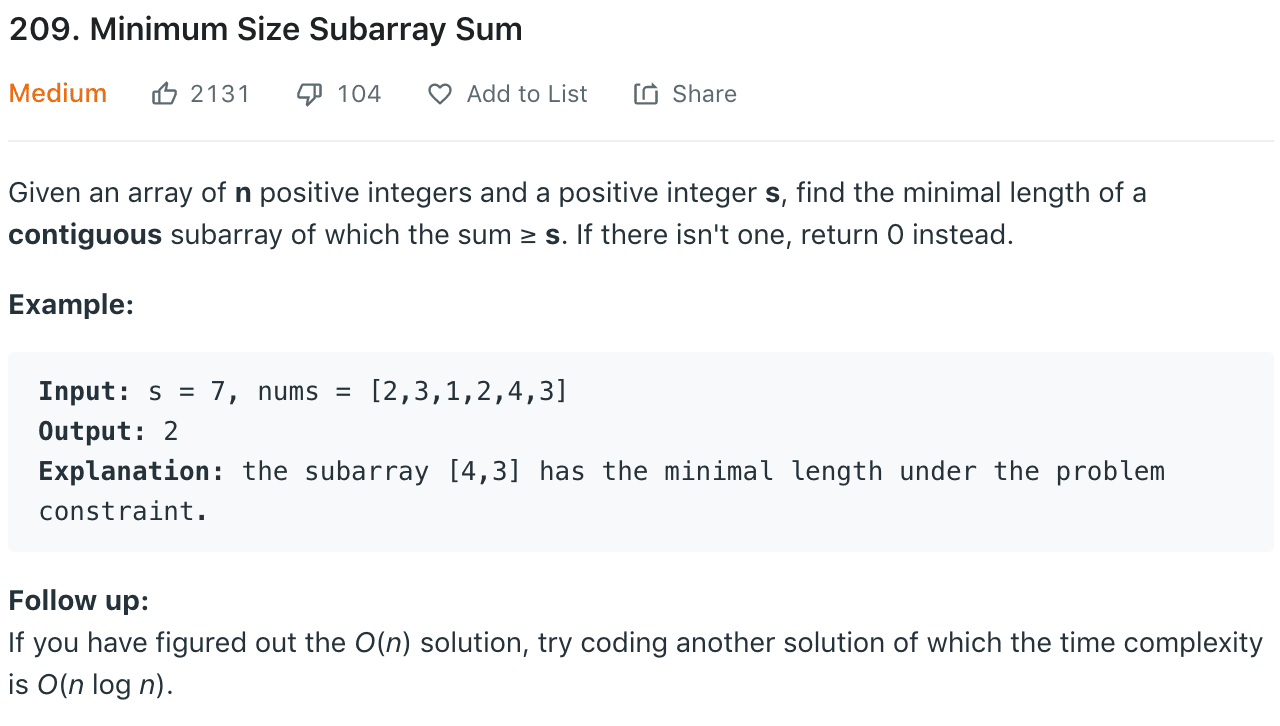 209. Minimum Size Subarray Sum
Medium 2131 104 Add to List Share
Given an array of n positive integers and a positive integer s, find the minimal length of a
contiguous subarray of which the sum ≥ s. If there isn't one, return 0 instead.
Example:
Input: s = 7, nums = [2,3,1,2,4,3]
Output: 2
Explanation: the subarray [4,3] has the minimal length under the problem
constraint.
Follow up:
If you have figured out the O(n) solution, try coding another solution of which the time complexity
is O(n log n).